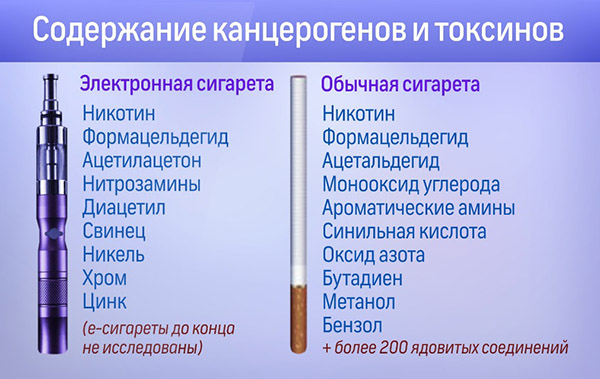 Содержание канцерогенов и токсинов
Электронная сигарета
Никотин
Формацельдегид
Ацетилацетон
Нитрозамины
Диацетил
Свинец
Никель
Хром
Цинк
(е-сигареты до конца
не исследованы)
Обычная сигарета
Никотин
Формацельдегид
Ацетальдегид
Монооксид углерода
Ароматические амины
Синильная кислота
Оксид азота
Бутадиен
Метанол
Бензол
+ более 200 ядовитых соединений